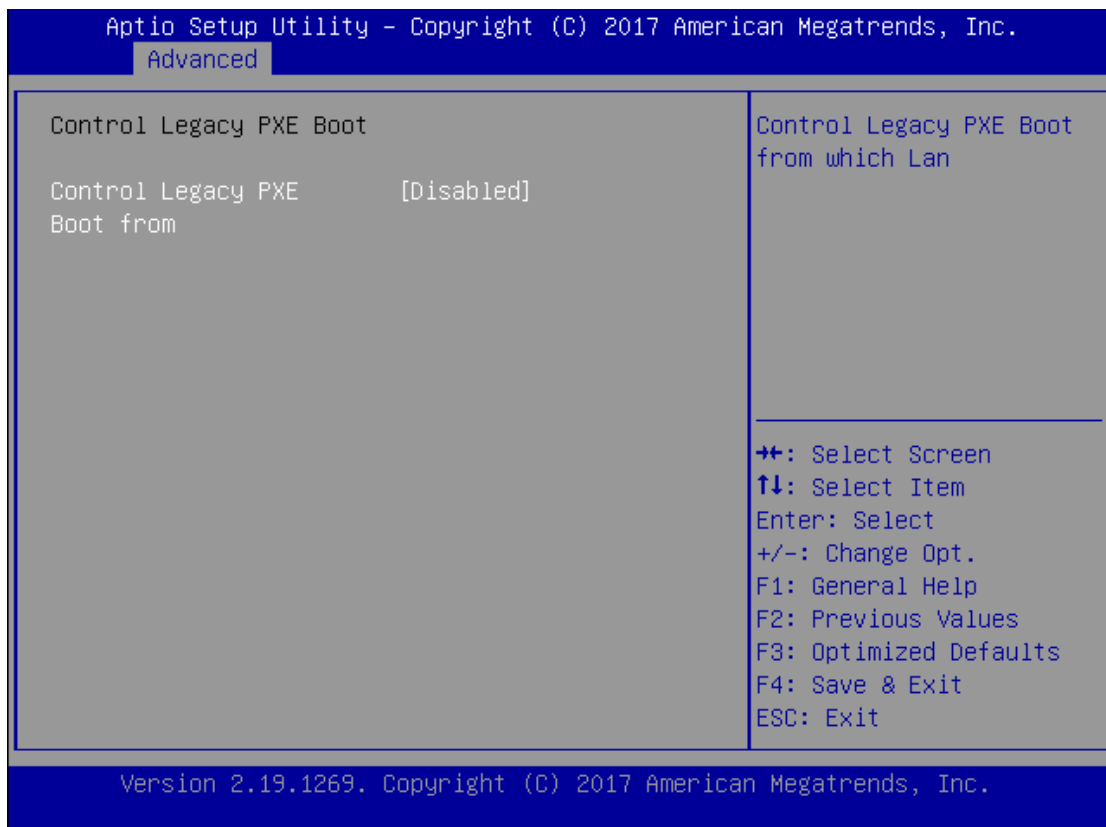 Aptio Setup Utility – Copyright (C) 2017 American Megatrends, Inc.
Advanced
Control Legacy PXE Boot
Control Legacy PXE [Disabled]
Boot from
Control Legacy PXE Boot
from which Lan
→←: Select Screen
↑↓: Select Item
Enter: Select
+/-: Change Opt.
F1: General Help
F2: Previous Values
F3: Optimized Defaults
F4: Save & Exit
ESC: Exit
Version 2.19.1269. Copyright (C) 2017 American Megatrends, Inc.